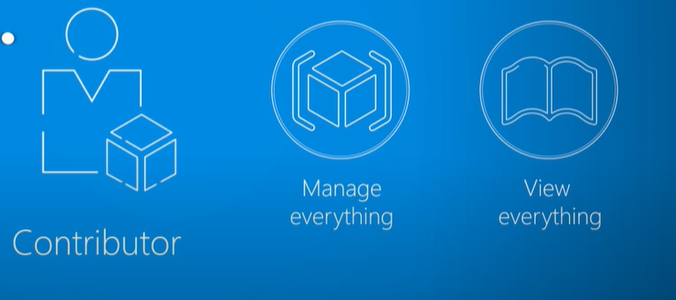 Manage
everything
View
everything
Contributor